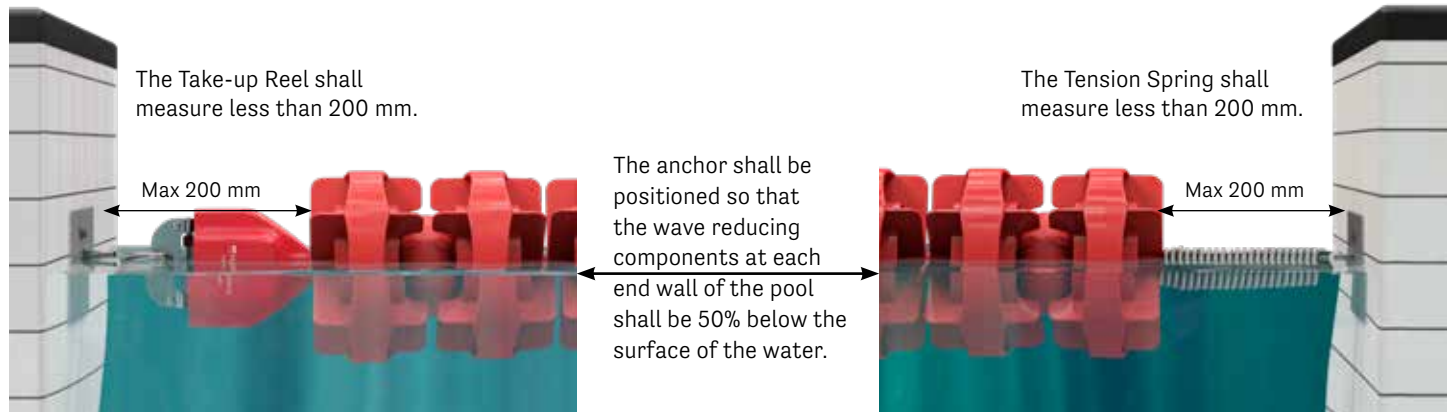 The Take-up Reel shall
measure less than 200 mm.
Max 200 mm
The anchor shall be
positioned so that
the wave reducing
components at each
end wall of the pool
shall be 50% below the
surface of the water.
The Tension Spring shall
measure less than 200 mm.
Max 200 mm